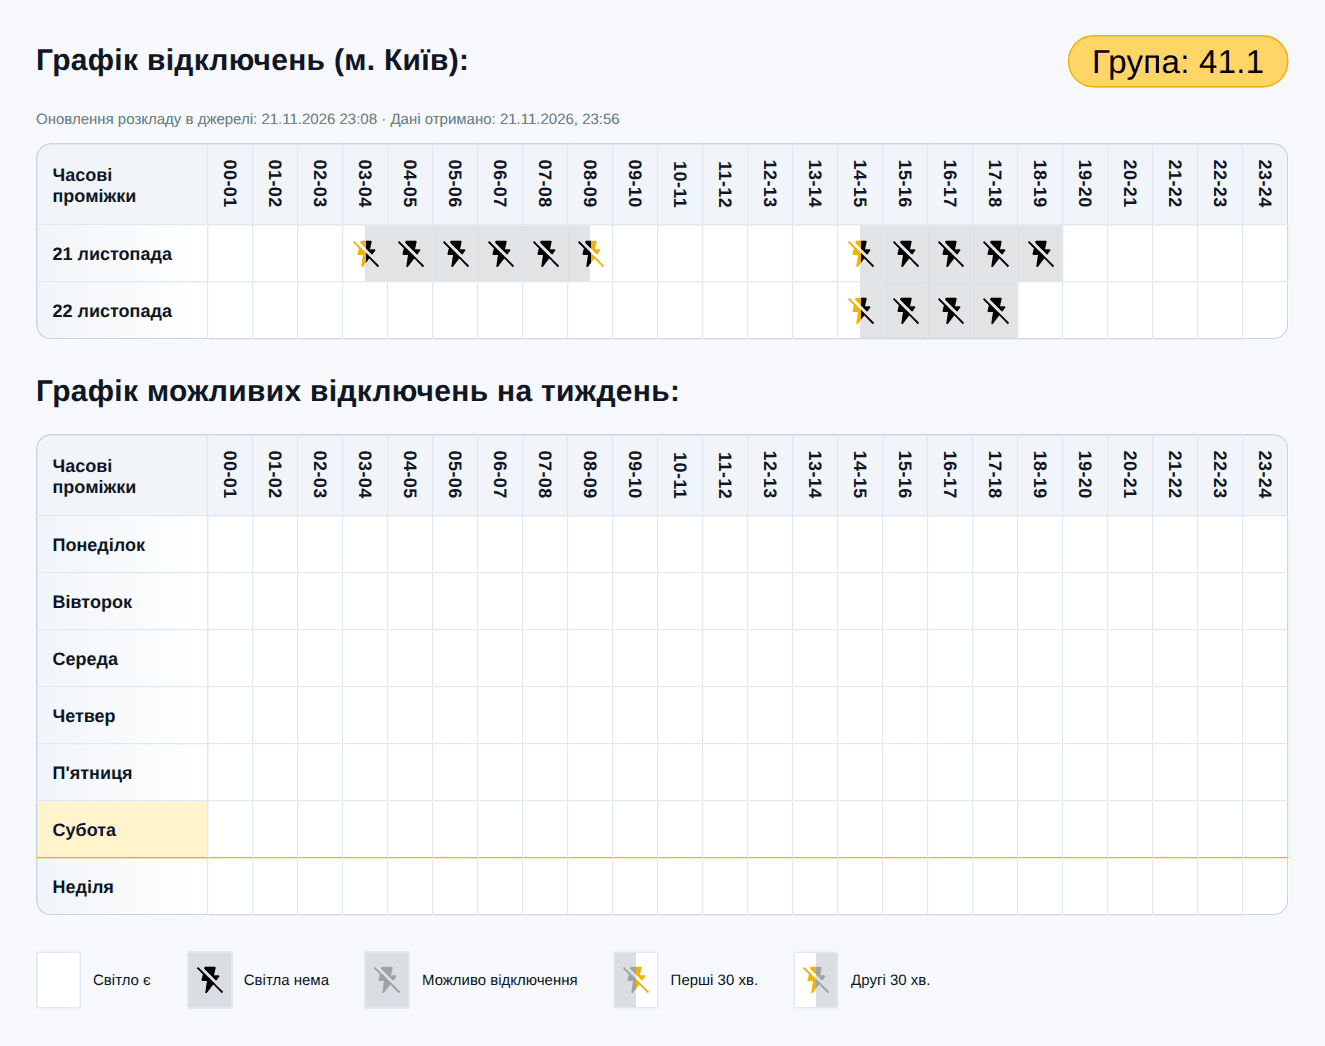 Графік відключень (м. Київ):
Група: 41.1
Оновлення розкладу в джерелі: 21.11.2026 23:08 · Дані отримано: 21.11.2026, 23:56
Часові проміжки 00-01 01-02 02-03 03-04 04-05 05-06 06-07 07-08 08-09 09-10 10-11 11-12 12-13 13-14 14-15 15-16 16-17 17-18 18-19 19-20 20-21 21-22 22-23 23-24
21 листопада
22 листопада
Графік можливих відключень на тиждень:
Часові проміжки 00-01 01-02 02-03 03-04 04-05 05-06 06-07 07-08 08-09 09-10 10-11 11-12 12-13 13-14 14-15 15-16 16-17 17-18 18-19 19-20 20-21 21-22 22-23 23-24
Понеділок
Вівторок
Середа
Четвер
П'ятниця
Субота
Неділя
Світло є Світла нема Можливо відключення Перші 30 хв. Другі 30 хв.